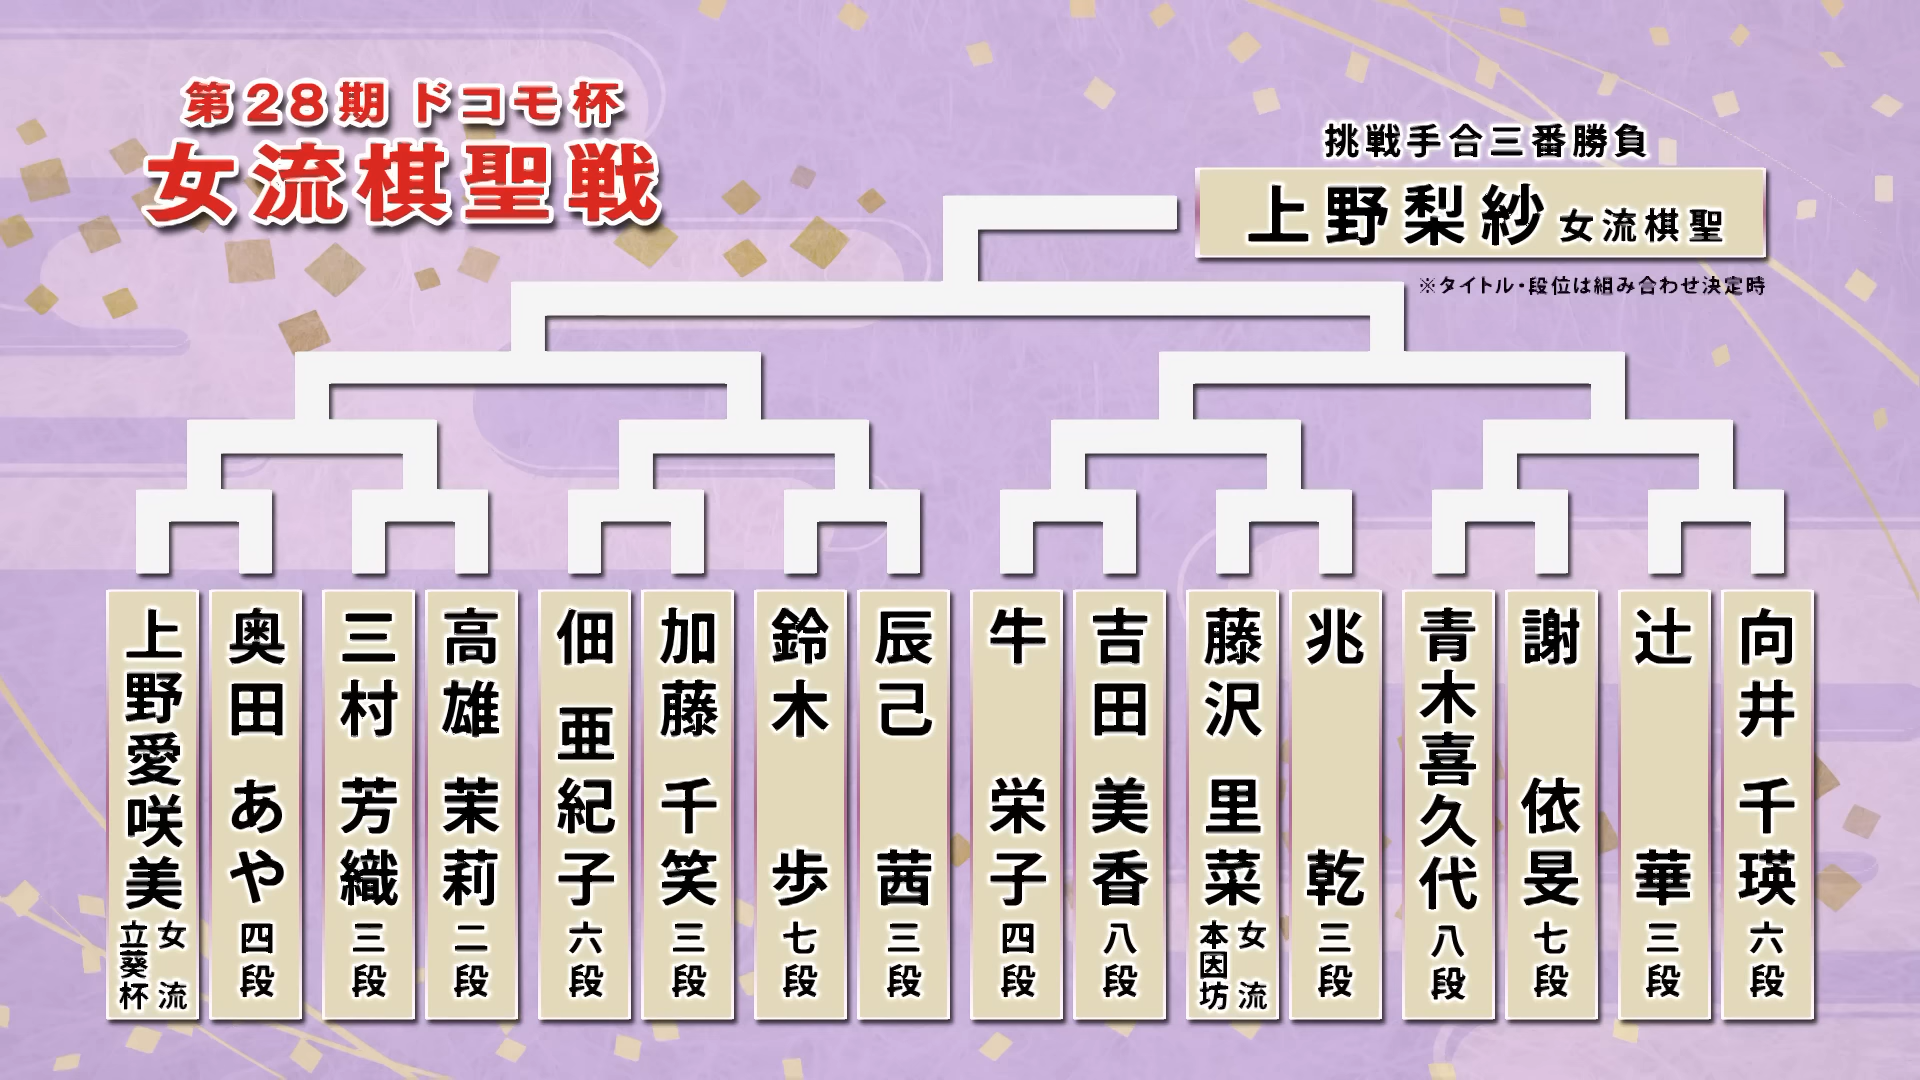 第28期 ドコモ杯
女流棋聖戦
挑戦手合三番勝負
上野梨紗 女流棋聖
※タイトル・段位は組み合わせ決定時
上野愛咲美 女流立葵杯
奥田 あや 四段
三村 芳織 三段
高雄 茉莉 二段
佃 亜紀子 六段
加藤 千笑 三段
鈴木 歩 七段
辰己 茜 三段
牛 栄子 四段
吉田 美香 八段
藤沢 里菜 女流本因坊
兆 乾 三段
青木喜久代 八段
謝 依旻 七段
辻 華 三段
向井 千瑛 六段